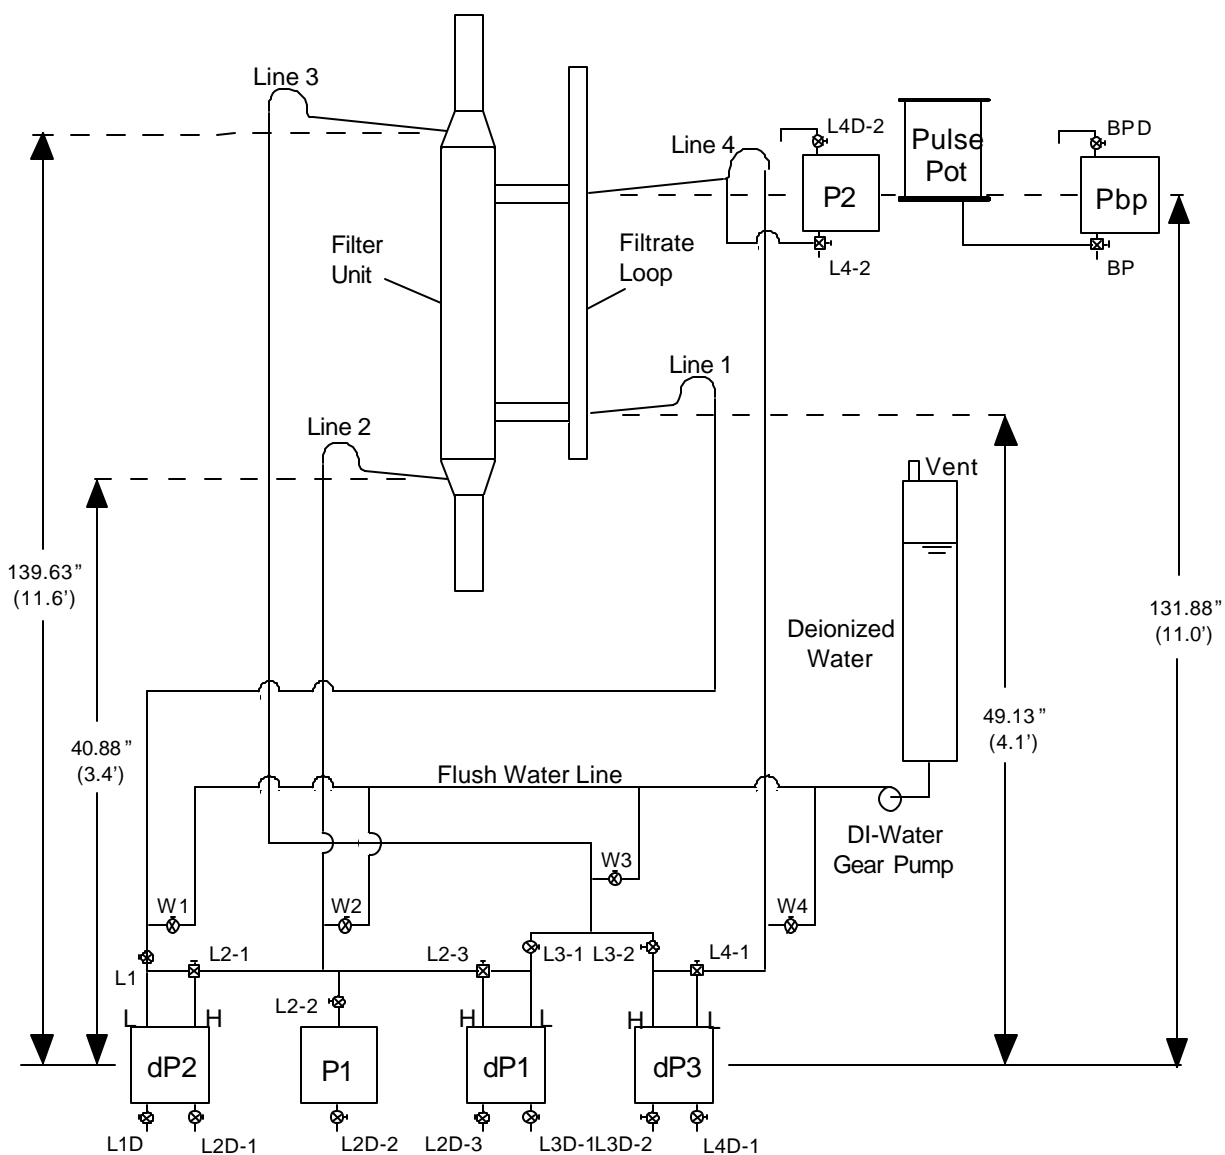 Line 3
Line 4
L4D-2
Pulse
Pot
BPD
P2
Pbp
Filter
Unit
Filtrate
Loop
L4-2
BP
Line 1
Line 2
Vent
139.63”
(11.6’)
131.88”
(11.0’)
Deionized
Water
49.13”
(4.1’)
40.88”
(3.4’)
Flush Water Line
DI-Water
Gear Pump
W3
W1
W2
W4
L1
L2-1
L2-3
L3-1
L3-2
L4-1
L2-2
L
H
H
L
H
L
dP2
P1
dP1
dP3
L1D
L2D-1
L2D-2
L2D-3
L3D-1
L3D-2
L4D-1